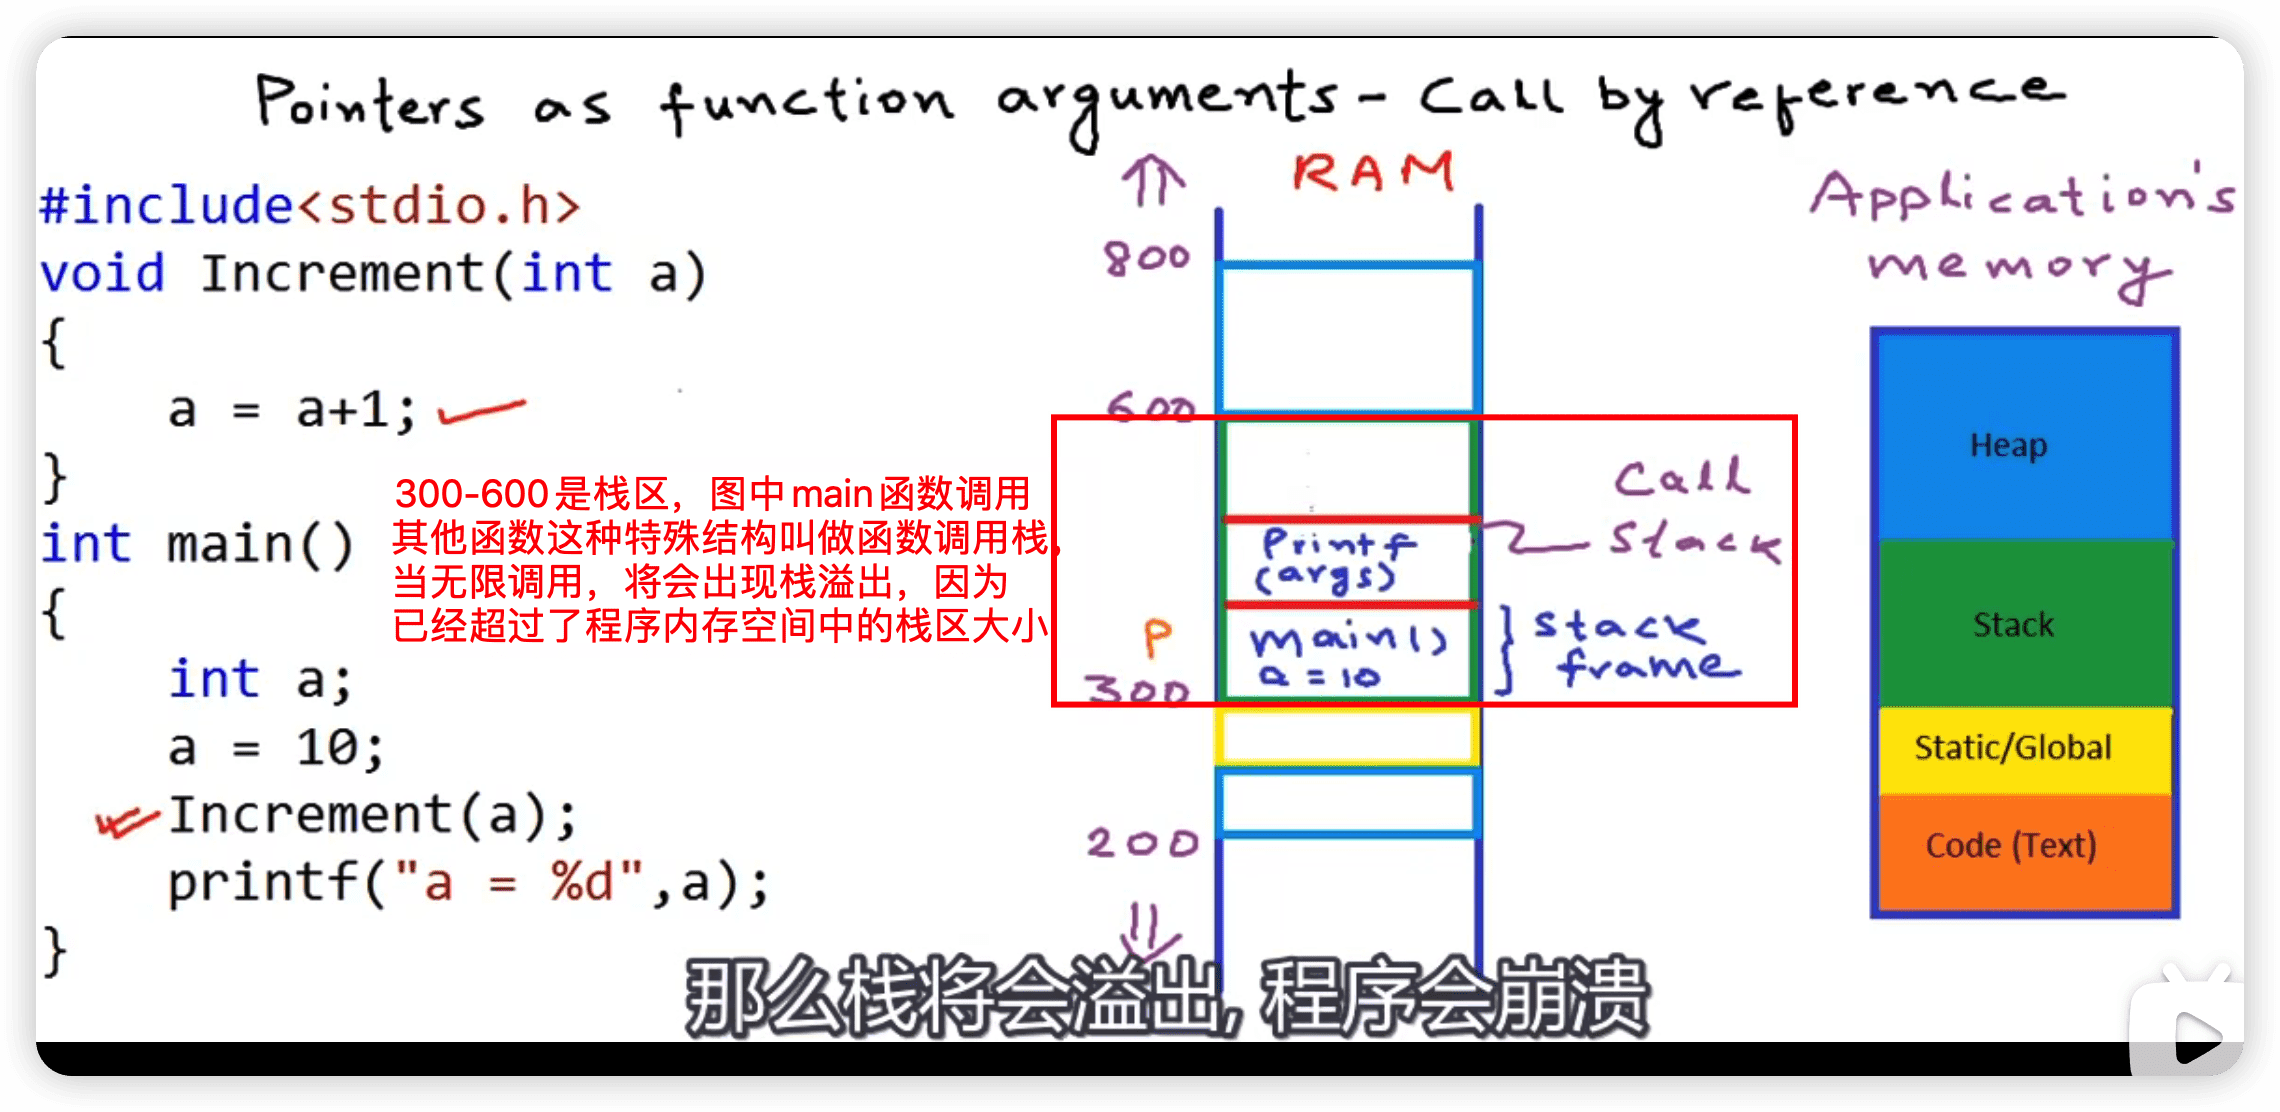 Pointers as function arguments - Call by reference
#include<stdio.h>
void Increment(int a)
{
a = a+1;
}
int main()
{
int a;
a = 10;
Increment(a);
printf("a = %d",a);
}
300-600是栈区，图中main函数调用
其他函数这种特殊结构叫做函数调用栈，
当无限调用，将会出现栈溢出，因为
已经超过了程序内存空间中的栈区大小
RAM
800
600
P
300
200
Printf
(args)
main()
a = 10
Call
Stack
stack
frame
Application's
memory
Heap
Stack
Static/Global
Code (Text)
那么栈将会溢出,程序会崩溃